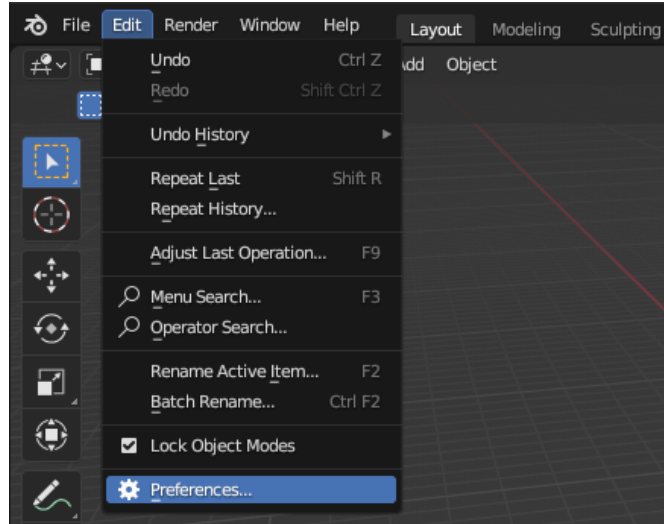 File Edit Render Window Help Layout Modeling Sculpting
Add Object
Undo Ctrl Z
Redo Shift Ctrl Z
Undo History
Repeat Last Shift R
Repeat History...
Adjust Last Operation... F9
Menu Search... F3
Operator Search...
Rename Active Item... F2
Batch Rename... Ctrl F2
Lock Object Modes
Preferences...